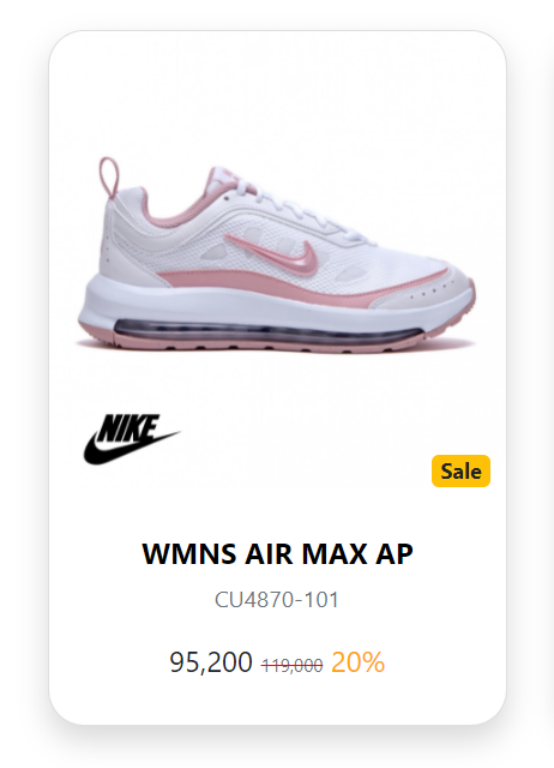 NIKE
Sale
WMNS AIR MAX AP
CU4870-101
95,200 119,000 20%